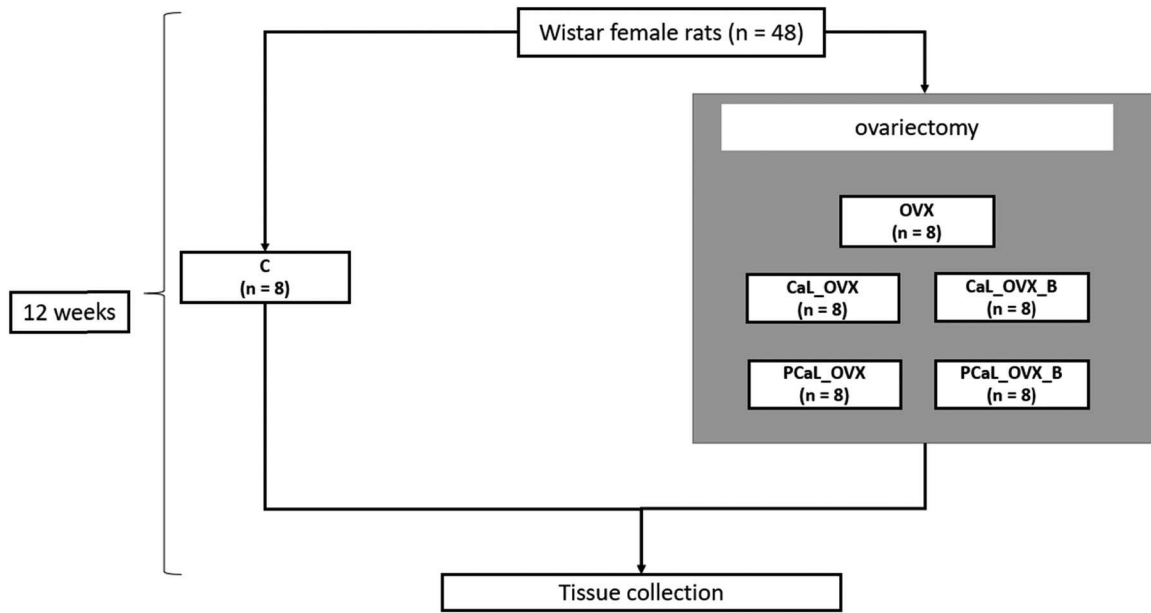 Wistar female rats (n = 48)
ovariectomy
OVX
(n = 8)
C
(n = 8)
CaL_OVX
(n = 8)
CaL_OVX_B
(n = 8)
12 weeks
PCaL_OVX
(n = 8)
PCaL_OVX_B
(n = 8)
Tissue collection